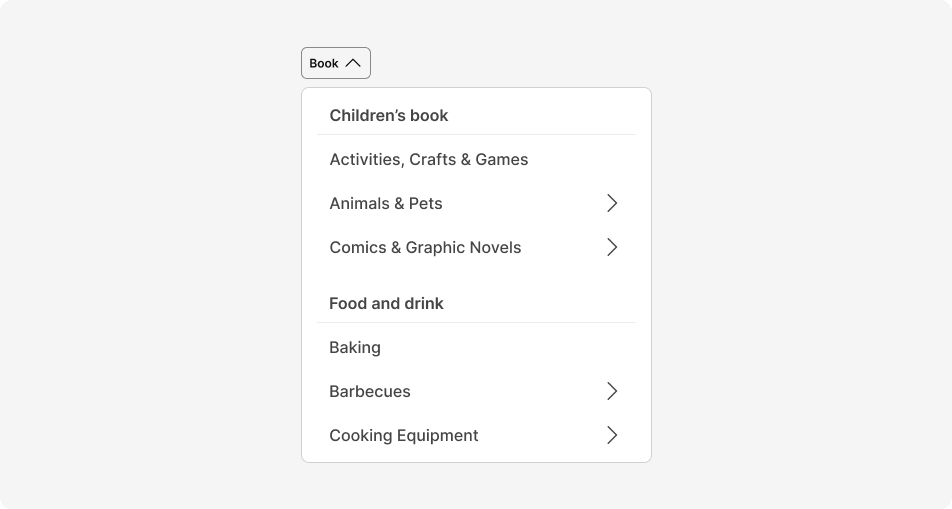 Book
Children’s book
Activities, Crafts & Games
Animals & Pets
Comics & Graphic Novels
Food and drink
Baking
Barbecues
Cooking Equipment